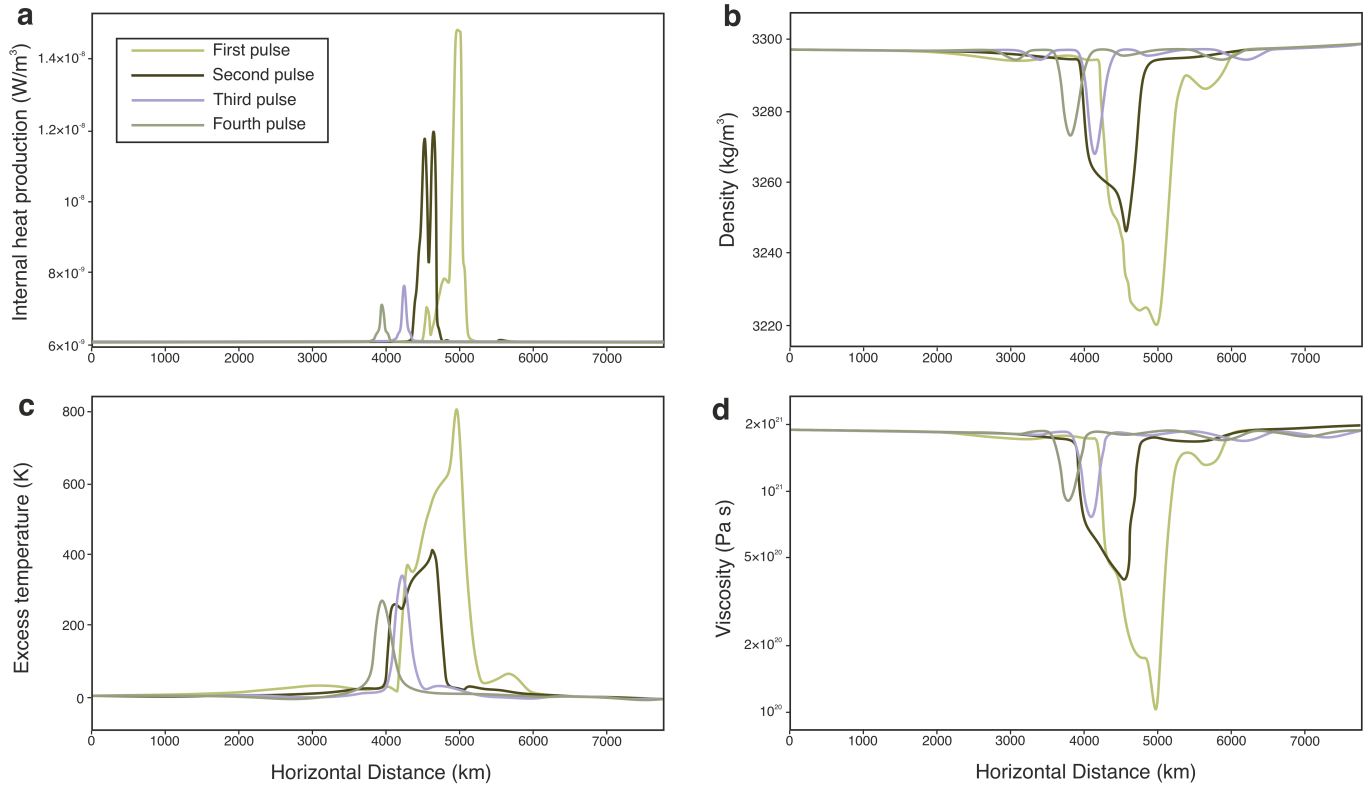 a
Internal heat production (W/m³)
1.4×10⁻⁸
1.2×10⁻⁸
10⁻⁸
8×10⁻⁹
6×10⁻⁹
First pulse
Second pulse
Third pulse
Fourth pulse
0 1000 2000 3000 4000 5000 6000 7000
b
Density (kg/m³)
3300
3280
3260
3240
3220
0 1000 2000 3000 4000 5000 6000 7000
c
Excess temperature (K)
800
600
400
200
0
0 1000 2000 3000 4000 5000 6000 7000
Horizontal Distance (km)
d
Viscosity (Pa s)
2×10²¹
10²¹
5×10²⁰
2×10²⁰
10²⁰
0 1000 2000 3000 4000 5000 6000 7000
Horizontal Distance (km)